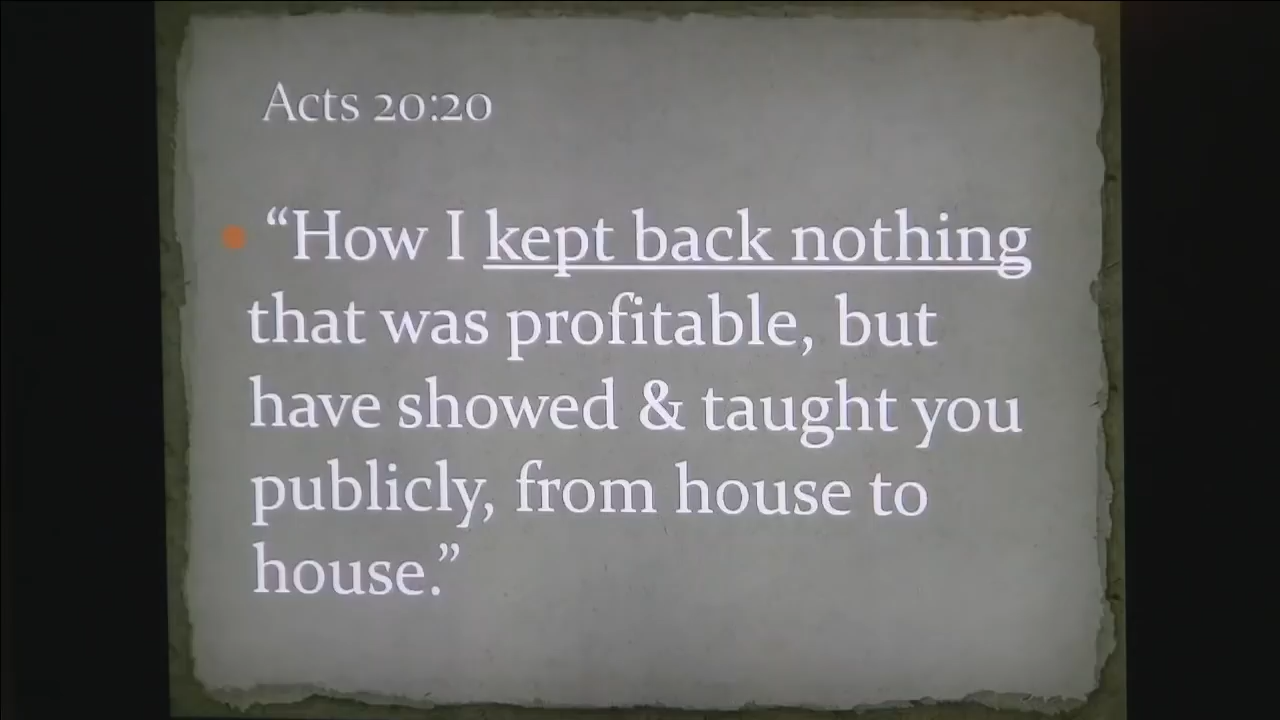 Acts 20:20
• “How I kept back nothing
that was profitable, but
have showed & taught you
publicly, from house to
house.”